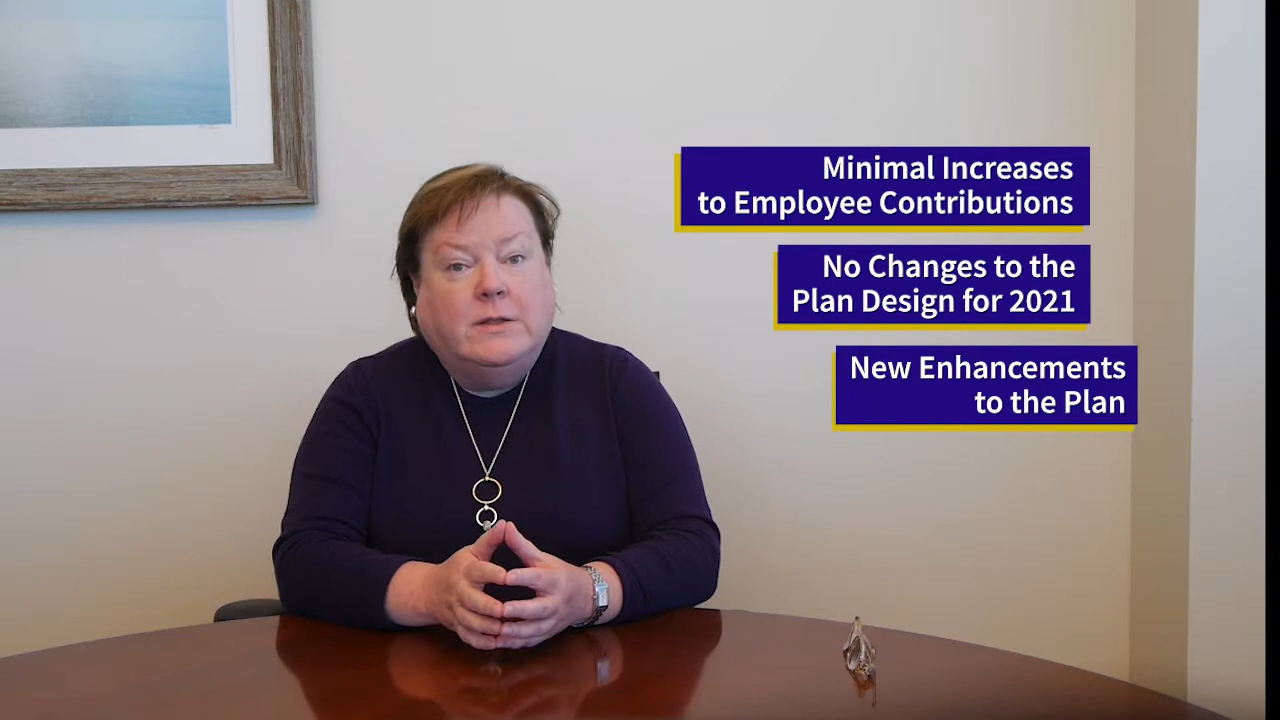 Minimal Increases
to Employee Contributions
No Changes to the
Plan Design for 2021
New Enhancements
to the Plan